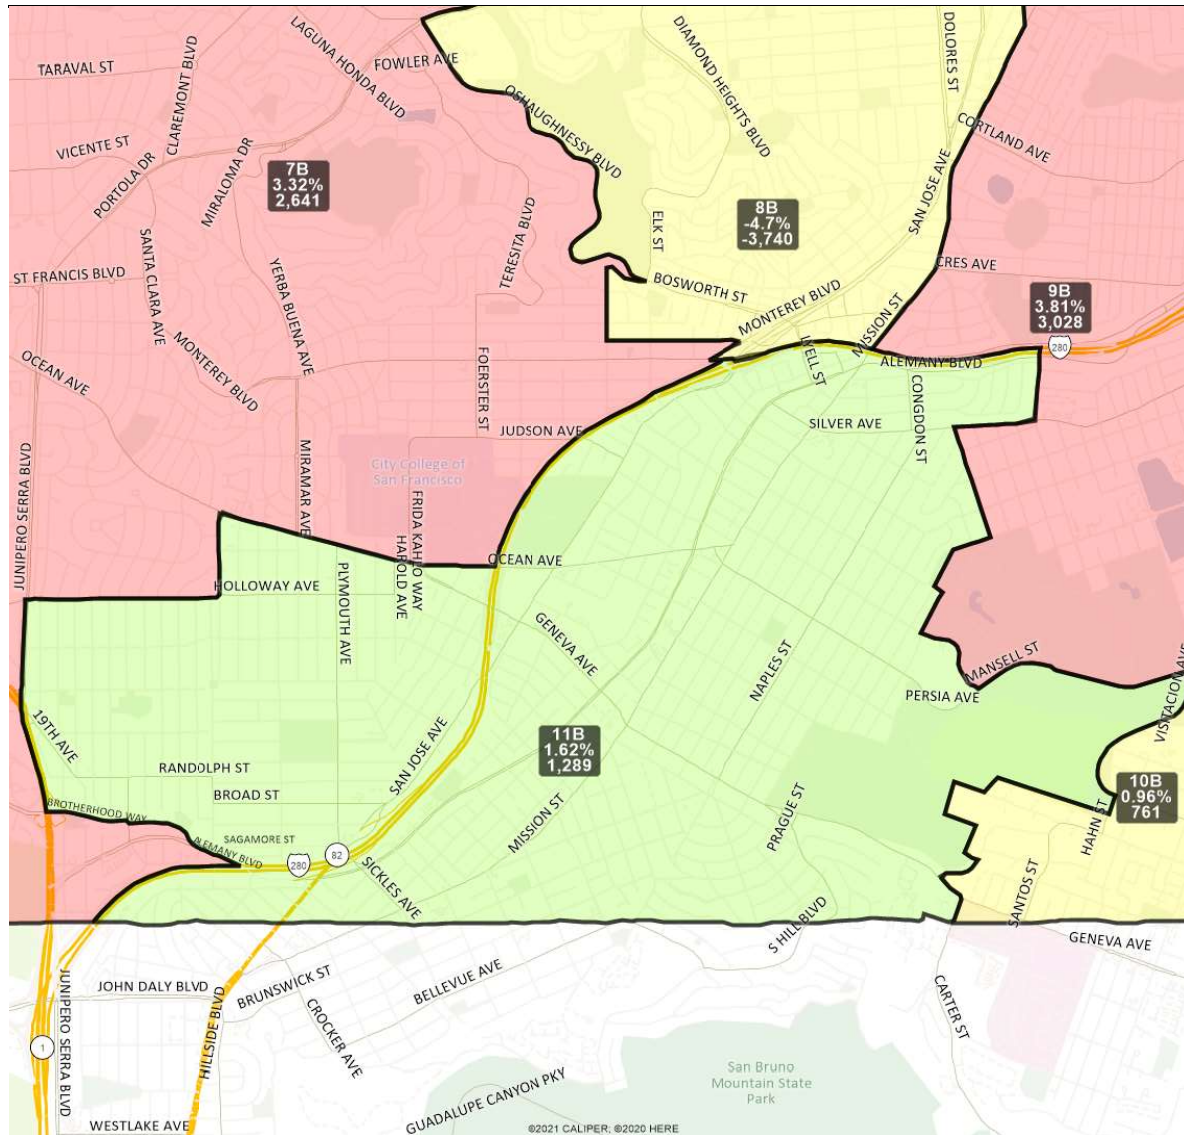 LAGUNA HONDA BLVD
CLAREMONT BLVD
TARAVAL ST
FOWLER AVE
DIAMOND HEIGHTS BLVD
DOLORES ST
OSHAUGHNESSY BLVD
CORTLAND AVE
VICENTE ST
PORTOLA DR
MIRALOMA DR
7B
3.32%
2,641
8B
-4.7%
-3,740
SAN JOSE AVE
ELK ST
TERESITA BLVD
SANTA CLARA AVE
ST FRANCIS BLVD
YERBA BUENA AVE
BOSWORTH ST
CRES AVE
9B
3.81%
3,028
280
MONTEREY BLVD
MISSION ST
LYELL ST
ALEMANY BLVD
OCEAN AVE
MONTEREY BLVD
FOERSTER ST
CONGDON ST
SILVER AVE
JUDSON AVE
City College of
San Francisco
JUNIPERO SERRA BLVD
MIRAMAR AVE
FRIDA KAHLO WAY
HAROLD AVE
OCEAN AVE
HOLLOWAY AVE
PLYMOUTH AVE
GENEVA AVE
NAPLES ST
MANSELL ST
PERSIA AVE
VISITACION AVE
19TH AVE
SAN JOSE AVE
11B
1.62%
1,289
RANDOLPH ST
BROAD ST
BROTHERHOOD WAY
SAGAMORE ST
ALEMANY BLVD
280
82
SICKLES AVE
MISSION ST
PRAGUE ST
10B
0.96%
761
HAHN ST
SANTOS ST
S HILL BLVD
GENEVA AVE
JOHN DALY BLVD
BRUNSWICK ST
BELLEVUE AVE
CROCKER AVE
HILLSIDE BLVD
JUNIPERO SERRA BLVD
1
CARTER ST
San Bruno
Mountain State
Park
GUADALUPE CANYON PKY
WESTLAKE AVE
©2021 CALIPER; ©2020 HERE